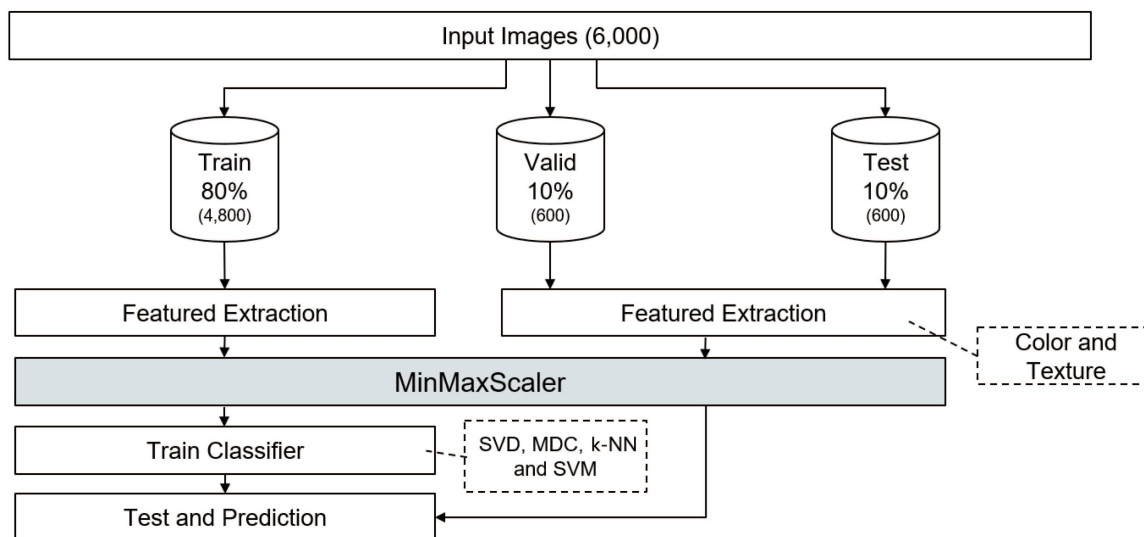 Input Images (6,000)
Train
80%
(4,800)
Valid
10%
(600)
Test
10%
(600)
Featured Extraction
Featured Extraction
Color and
Texture
MinMaxScaler
Train Classifier
SVD, MDC, k-NN
and SVM
Test and Prediction